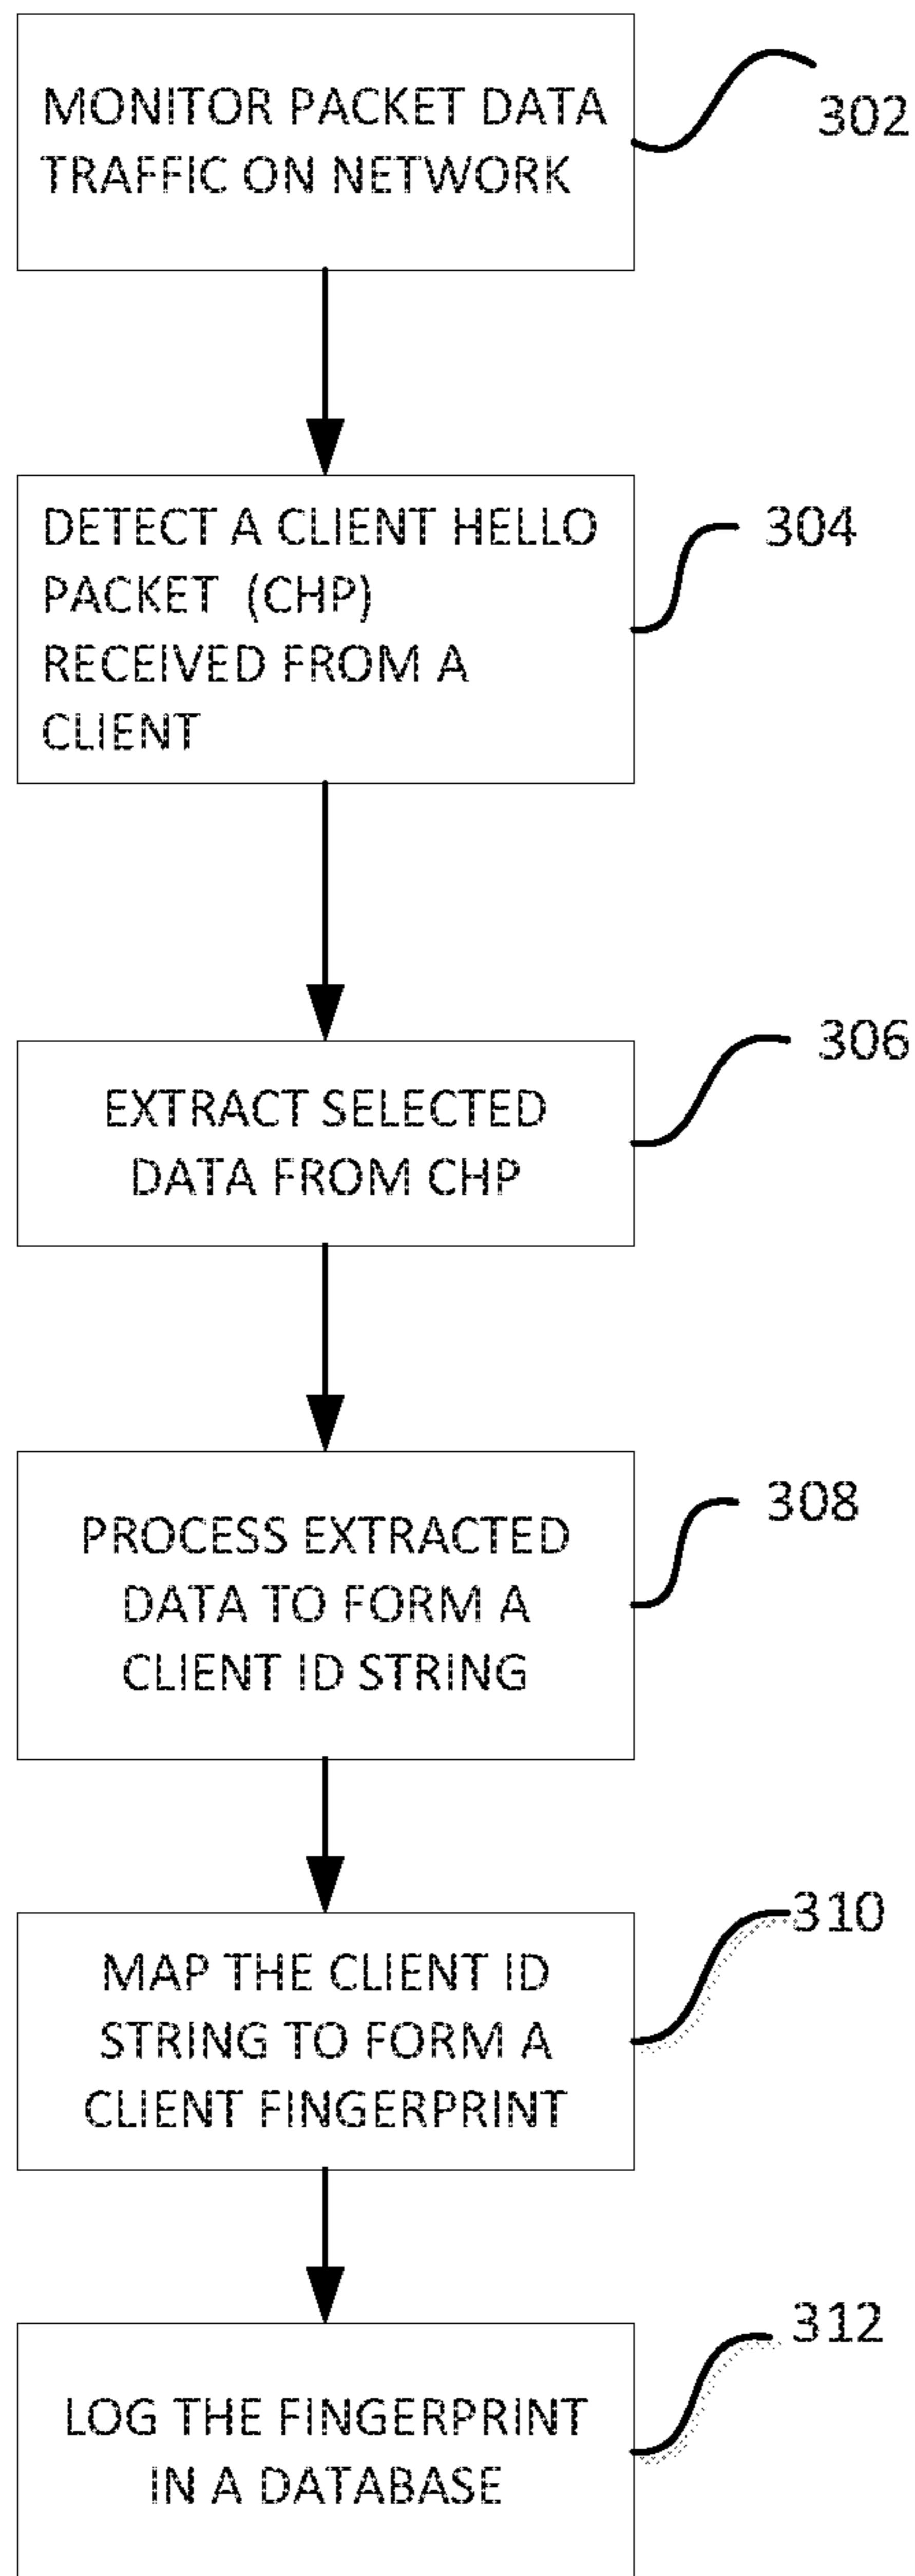 MONITOR PACKET DATA
TRAFFIC ON NETWORK
302
DETECT A CLIENT HELLO
PACKET (CHP)
RECEIVED FROM A
CLIENT
304
EXTRACT SELECTED
DATA FROM CHP
306
PROCESS EXTRACTED
DATA TO FORM A
CLIENT ID STRING
308
MAP THE CLIENT ID
STRING TO FORM A
CLIENT FINGERPRINT
310
LOG THE FINGERPRINT
IN A DATABASE
312